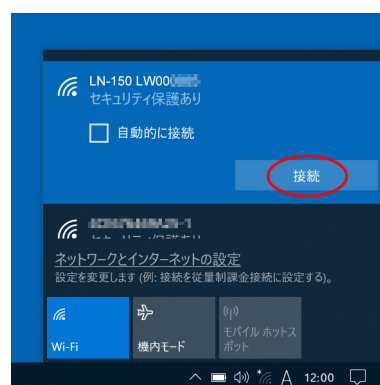 LN-150 LW00
セキュリティ保護あり
自動的に接続
接続
ネットワークとインターネットの設定
設定を変更します (例: 接続を従量制課金接続に設定する)。
Wi-Fi
機内モード
モバイル ホットス
ポット
A 12:00